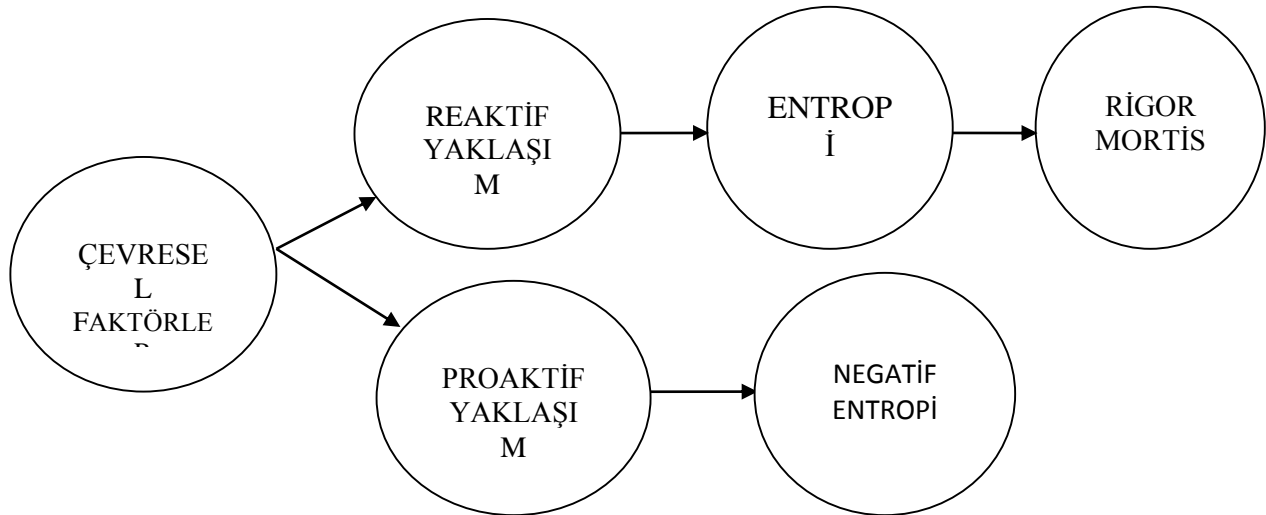 ÇEVRESE
L
FAKTÖRLE
REAKTİF
YAKLAŞI
M
ENTROP
İ
RİGOR
MORTİS
PROAKTİF
YAKLAŞI
M
NEGATİF
ENTROPİ